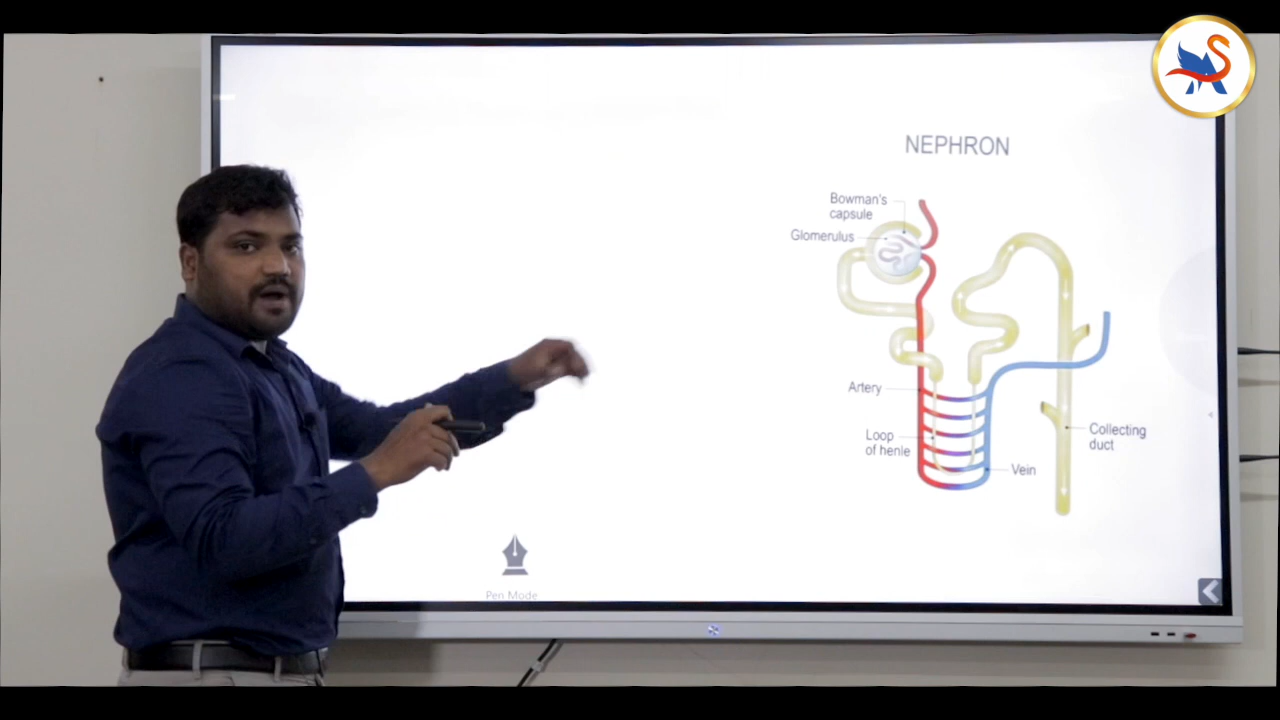 NEPHRON
Bowman's
capsule
Glomerulus
Artery
Loop
of henle
Vein
Collecting
duct
Pen Mode